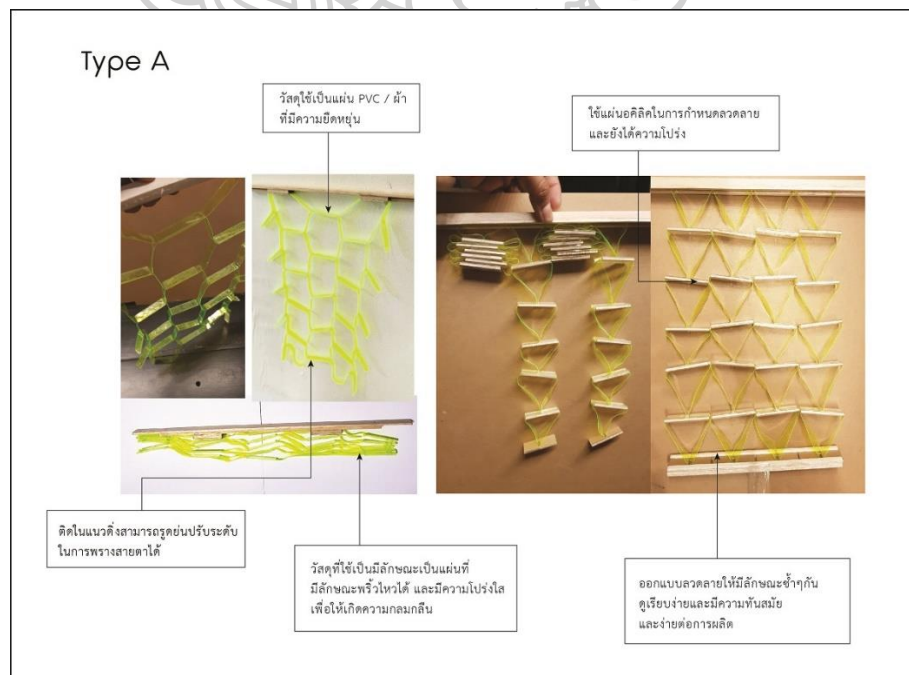 Type A
วัสดุใช้เป็นแผ่น PVC / ผ้า
ที่มีความยืดหยุ่น
ใช้แผ่นอคิลิคในการกำหนดลวดลาย
และยังได้ความโปร่ง
ติดในแนวดิ่งสามารถรูดย่นปรับระดับ
ในการพรางสายตาได้
วัสดุที่ใช้เป็นมีลักษณะเป็นแผ่นที่
มีลักษณะพริ้วไหวได้ และมีความโปร่งใส
เพื่อให้เกิดความกลมกลืน
ออกแบบลวดลายให้มีลักษณะซ้ำๆกัน
ดูเรียบง่ายและมีความทันสมัย
และง่ายต่อการผลิต